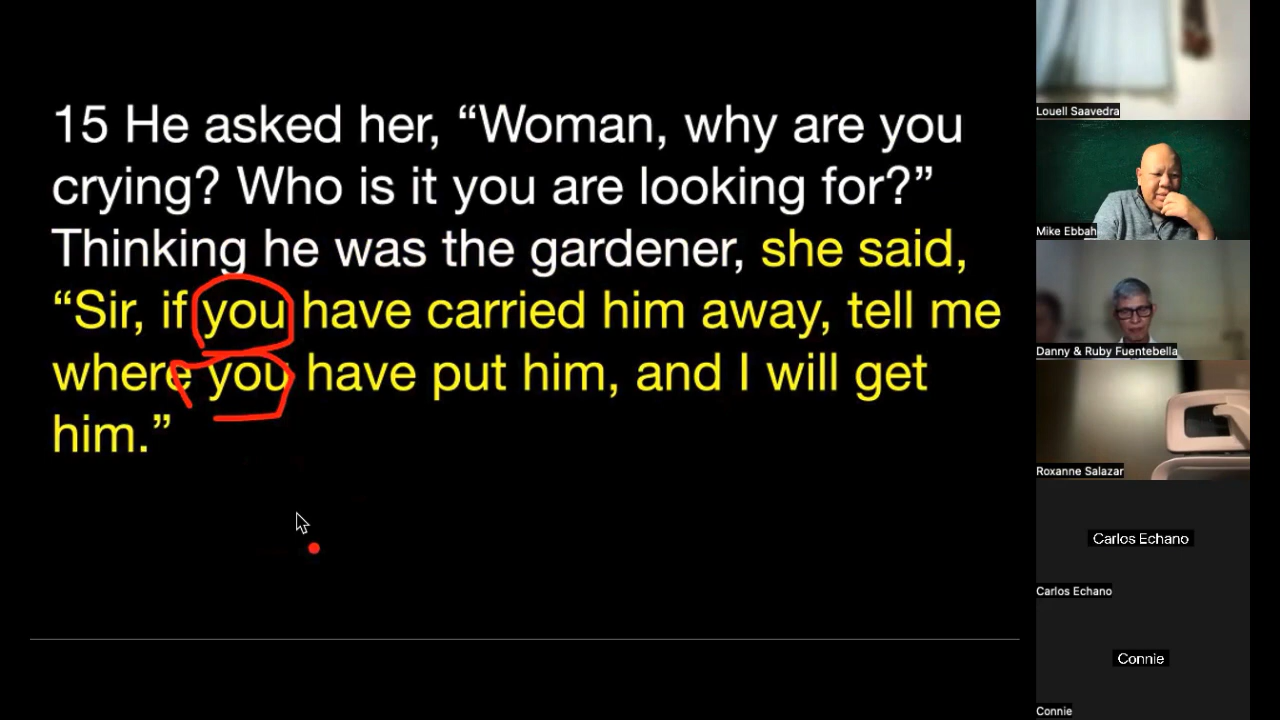 15 He asked her, “Woman, why are you
crying? Who is it you are looking for?”
Thinking he was the gardener, she said,
“Sir, if you have carried him away, tell me
where you have put him, and I will get
him.”
Louell Saavedra
Mike Ebbah
Danny & Ruby Fuentebella
Roxanne Salazar
Carlos Echano
Carlos Echano
Connie
Connie